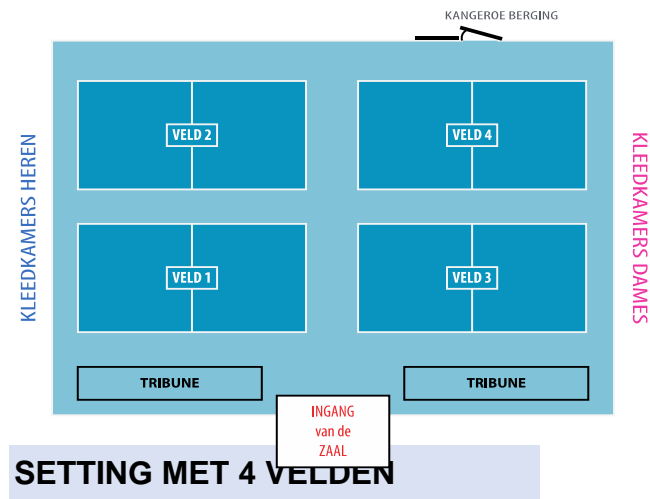 KANGEROE BERGING
KLEEDKAMERS HEREN
VELD 2
VELD 4
KLEEDKAMERS DAMES
VELD 1
VELD 3
TRIBUNE
TRIBUNE
INGANG
van de
ZAAL
SETTING MET 4 VELDEN